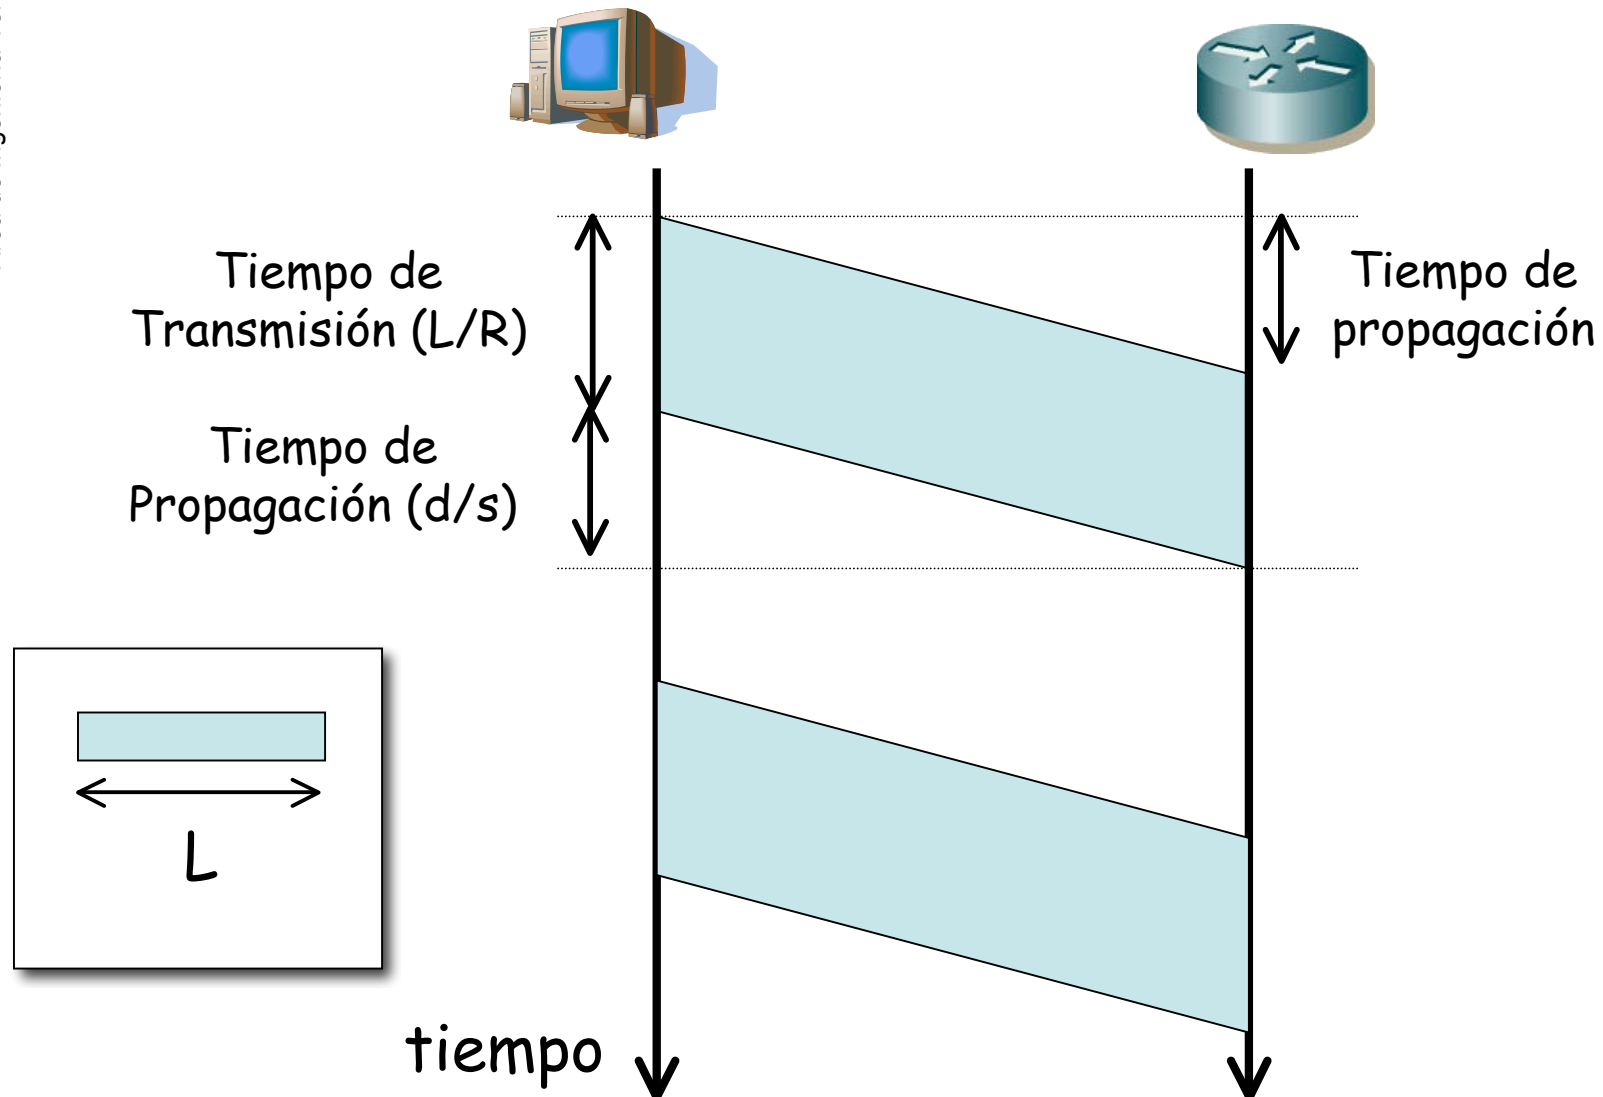 Tiempo de
Transmisión (L/R)
Tiempo de
propagación
Tiempo de
Propagación (d/s)
L
tiempo